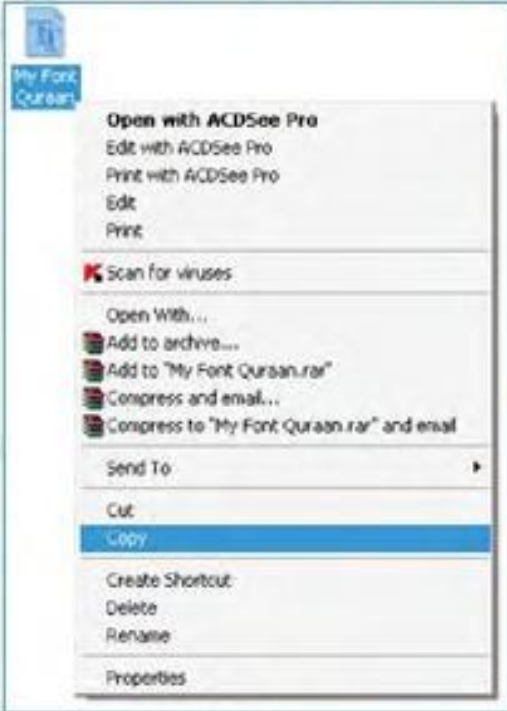 My Font
Quraan
Open with ACDSee Pro
Edit with ACDSee Pro
Print with ACDSee Pro
Edit
Print
Scan for viruses
Open With...
Add to archive...
Add to "My Font Quraan.rar"
Compress and email...
Compress to "My Font Quraan.rar" and email
Send To
Cut
Copy
Create Shortcut
Delete
Rename
Properties